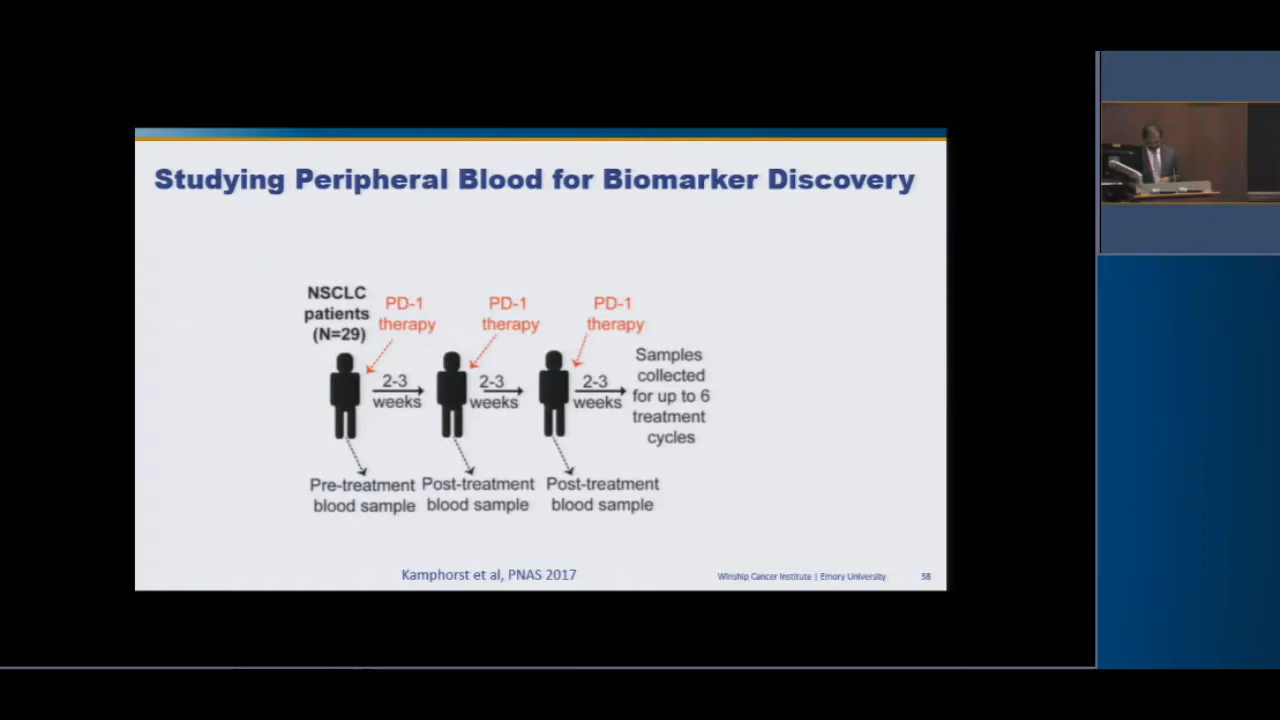 Studying Peripheral Blood for Biomarker Discovery
NSCLC
patients
(N=29)
PD-1
therapy
PD-1
therapy
PD-1
therapy
2-3
weeks
2-3
weeks
2-3
weeks
Samples
collected
for up to 6
treatment
cycles
Pre-treatment
blood sample
Post-treatment
blood sample
Post-treatment
blood sample
Kamphorst et al, PNAS 2017
Winship Cancer Institute | Emory University
38